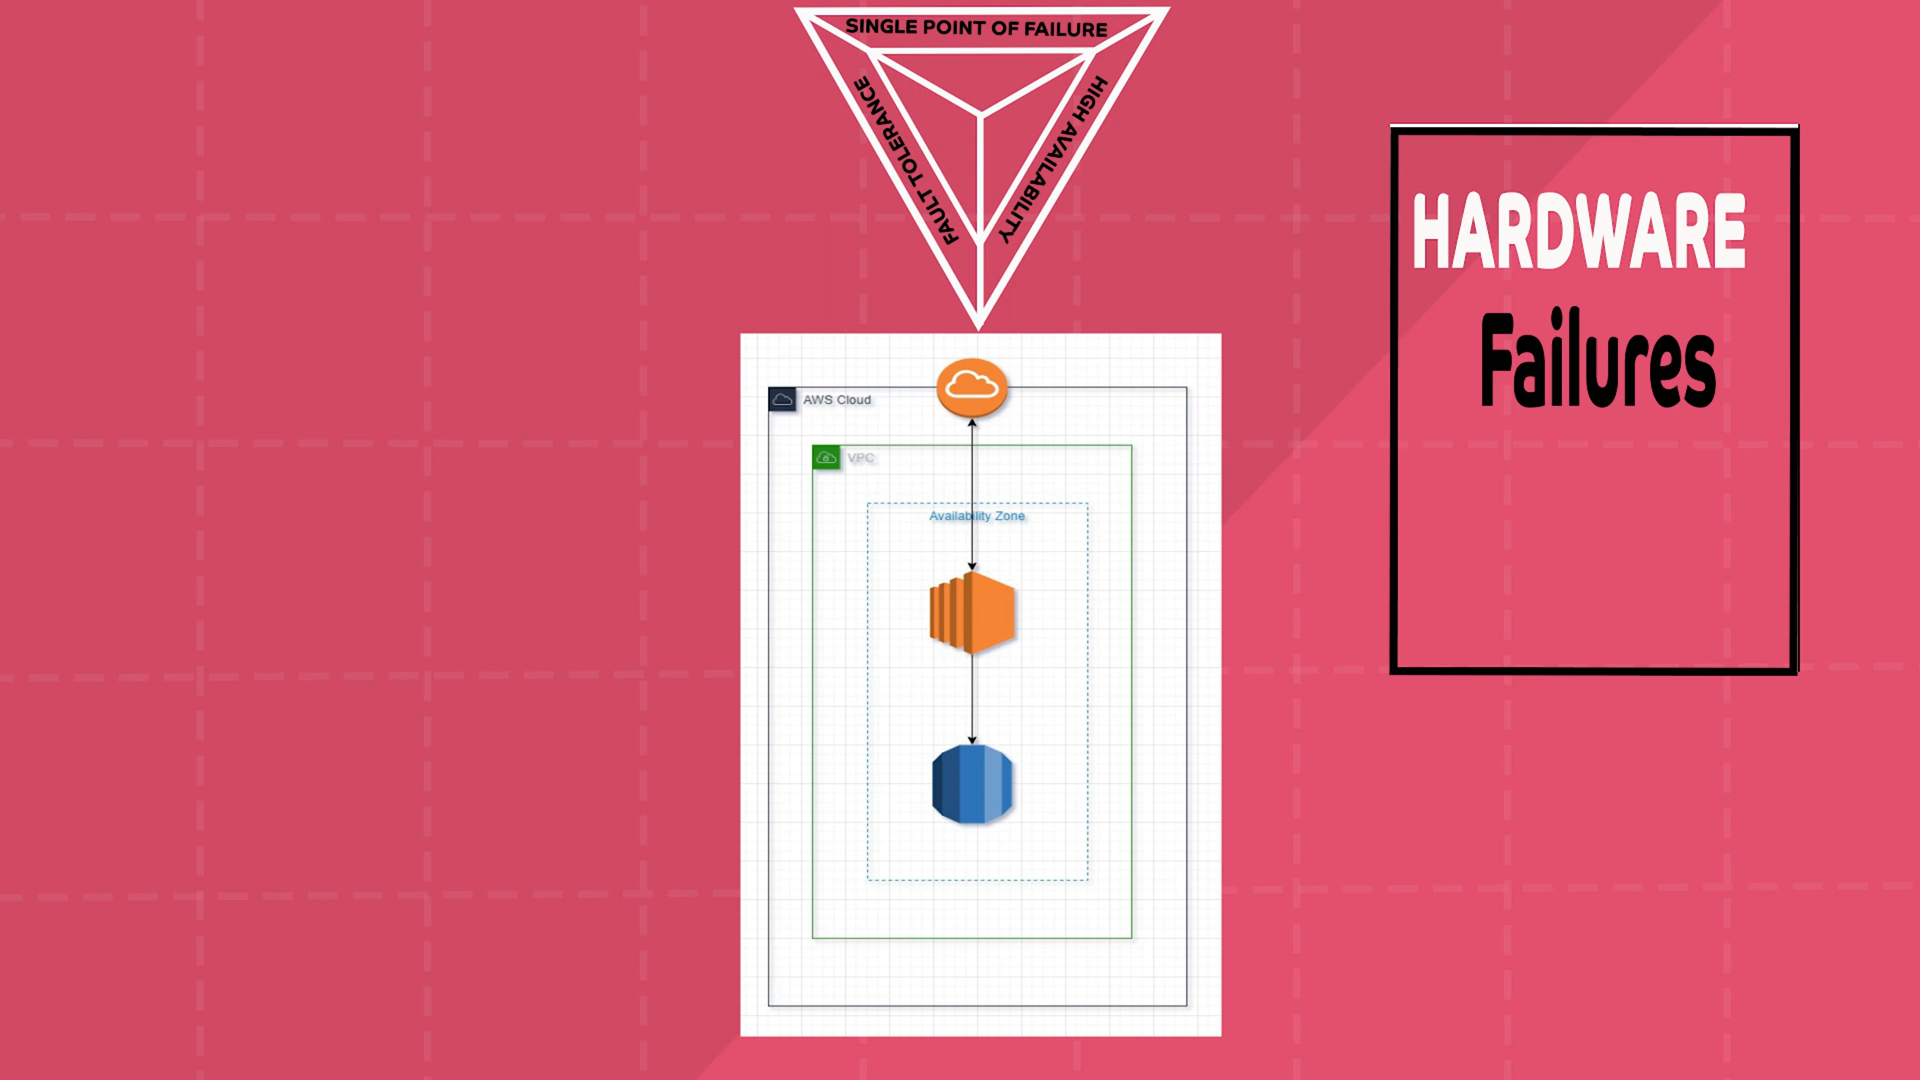 SINGLE POINT OF FAILURE
FAULT TOLERANCE
HIGH AVAILABILITY
HARDWARE
Failures
AWS Cloud
VPC
Availability Zone